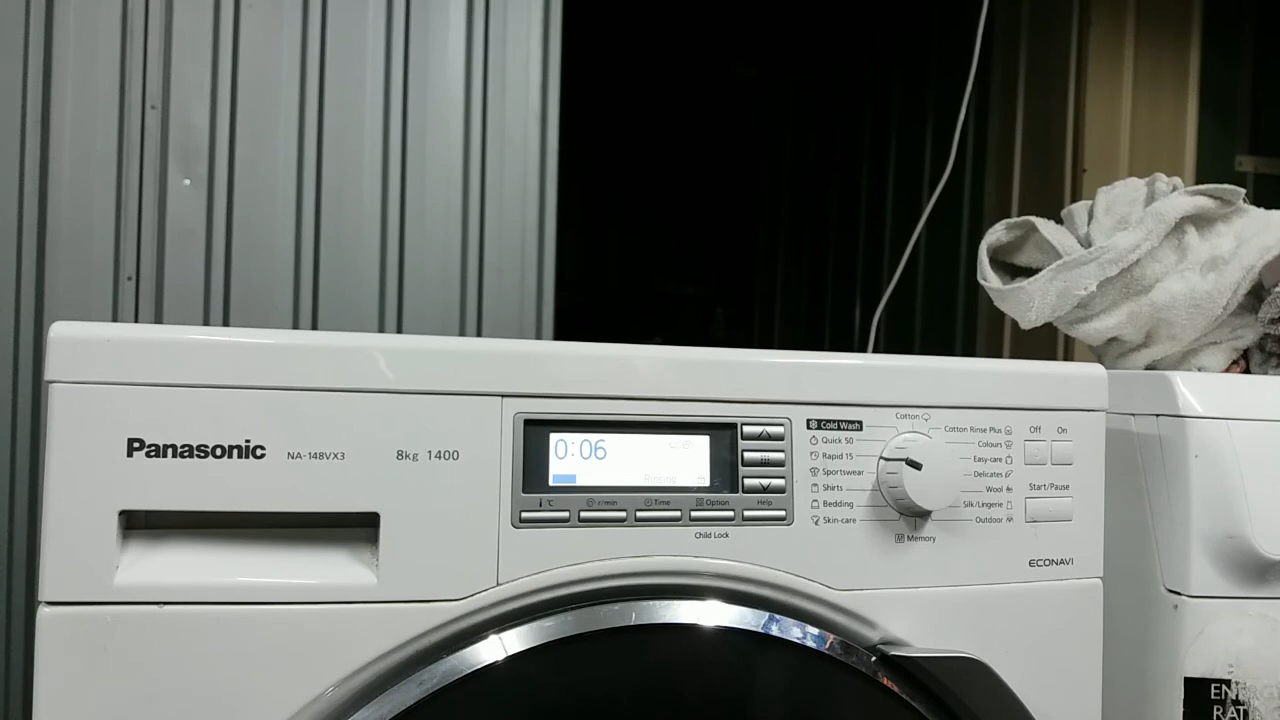 Panasonic
NA-148VX3
8kg 1400
0:06
Rinsing
℃
r/min
Time
Option
Help
Child Lock
Cold Wash
Quick 50
Rapid 15
Sportswear
Shirts
Bedding
Skin-care
Cotton
Cotton Rinse Plus
Colours
Easy-care
Delicates
Wool
Silk/Lingerie
Outdoor
M Memory
Off
On
Start/Pause
ECONAVI
ENERGY